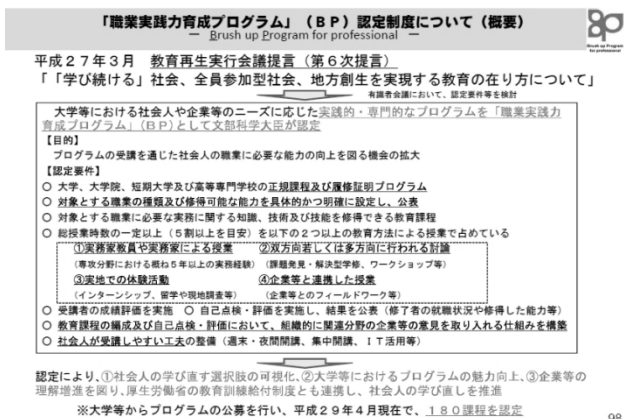 「職業実践力育成プログラム」（ＢＰ）認定制度について（概要）
― Brush up Program for professional ―
BP
Brush up Program
for professional
平成２７年３月　教育再生実行会議提言（第６次提言）
「「学び続ける」社会、全員参加型社会、地方創生を実現する教育の在り方について」
有識者会議において、認定要件等を検討
大学等における社会人や企業等のニーズに応じた実践的・専門的なプログラムを「職業実践力
育成プログラム」（ＢＰ）として文部科学大臣が認定
【目的】
プログラムの受講を通じた社会人の職業に必要な能力の向上を図る機会の拡大
【認定要件】
○ 大学、大学院、短期大学及び高等専門学校の正規課程及び履修証明プログラム
○ 対象とする職業の種類及び修得可能な能力を具体的かつ明確に設定し、公表
○ 対象とする職業に必要な実務に関する知識、技術及び技能を修得できる教育課程
○ 総授業時数の一定以上（５割以上を目安）を以下の２つ以上の教育方法による授業で占めている
①実務家教員や実務家による授業　②双方向若しくは多方向に行われる討論
（専攻分野における概ね５年以上の実務経験）（課題発見・解決型学修、ワークショップ等）
③実地での体験活動　④企業等と連携した授業
（インターンシップ、留学や現地調査等）（企業等とのフィールドワーク等）
○ 受講者の成績評価を実施　○ 自己点検・評価を実施し、結果を公表（修了者の就職状況や修得した能力等）
○ 教育課程の編成及び自己点検・評価において、組織的に関連分野の企業等の意見を取り入れる仕組みを構築
○ 社会人が受講しやすい工夫の整備（週末・夜間開講、集中開講、ＩＴ活用等）
認定により、①社会人の学び直す選択肢の可視化、②大学等におけるプログラムの魅力向上、③企業等の
理解増進を図り、厚生労働省の教育訓練給付制度とも連携し、社会人の学び直しを推進
※大学等からプログラムの公募を行い、平成２９年４月現在で、１８０課程を認定
98